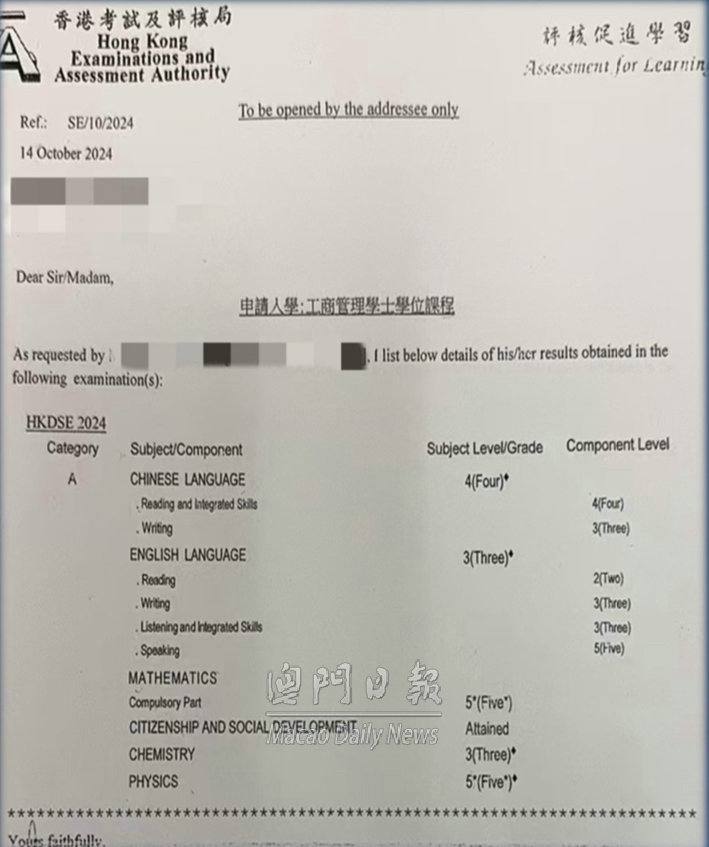 香港考試及評核局
Hong Kong
Examinations and
Assessment Authority
評核促進學習
Assessment for Learning
To be opened by the addressee only
Ref.: SE/10/2024
14 October 2024
Dear Sir/Madam,
申請入學:工商管理學士學位課程
As requested by , I list below details of his/her results obtained in the
following examination(s):
HKDSE 2024
Category Subject/Component Subject Level/Grade Component Level
A CHINESE LANGUAGE 4(Four)♦
. Reading and Integrated Skills 4(Four)
. Writing 3(Three)
ENGLISH LANGUAGE 3(Three)♦
. Reading 2(Two)
. Writing 3(Three)
. Listening and Integrated Skills 3(Three)
. Speaking 5(Five)
MATHEMATICS
Compulsory Part 5*(Five*)
CITIZENSHIP AND SOCIAL DEVELOPMENT Attained
CHEMISTRY 3(Three)♦
PHYSICS 5*(Five*)♦
澳門日報
Macao Daily News
************************************************************
Yours faithfully,